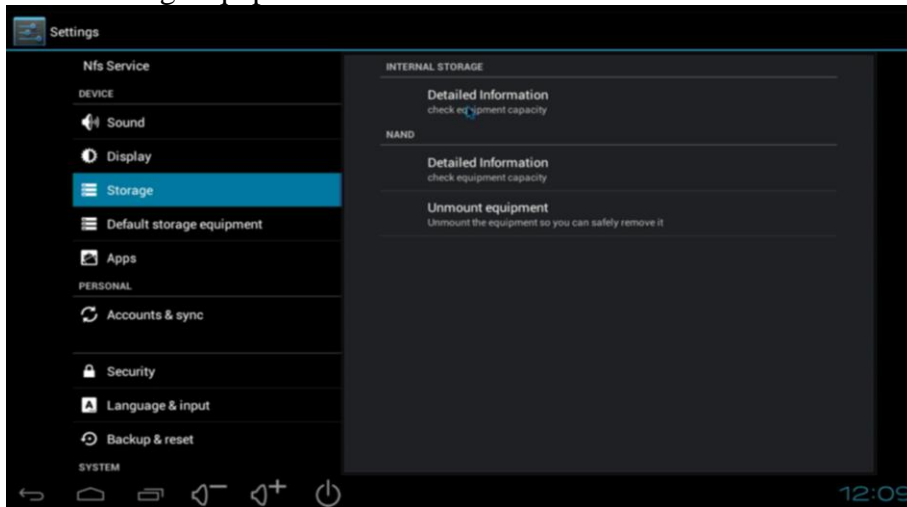 Settings
Nfs Service
DEVICE
Sound
Display
Storage
Default storage equipment
Apps
PERSONAL
Accounts & sync
Security
Language & input
Backup & reset
SYSTEM
INTERNAL STORAGE
Detailed Information
check equipment capacity
NAND
Detailed Information
check equipment capacity
Unmount equipment
Unmount the equipment so you can safely remove it
12:09